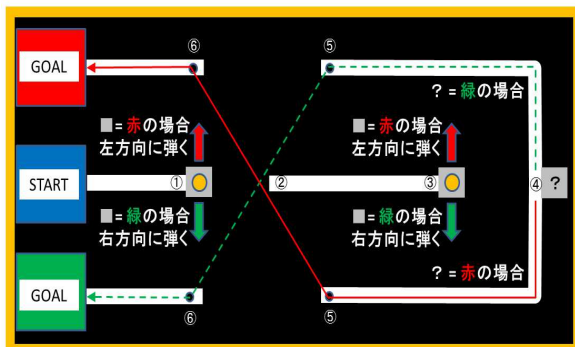 ⑥
⑤
GOAL
？＝緑の場合
■＝赤の場合
左方向に弾く
■＝赤の場合
左方向に弾く
START
①
②
③
④
？
■＝緑の場合
右方向に弾く
■＝緑の場合
右方向に弾く
？＝赤の場合
GOAL
⑥
⑤